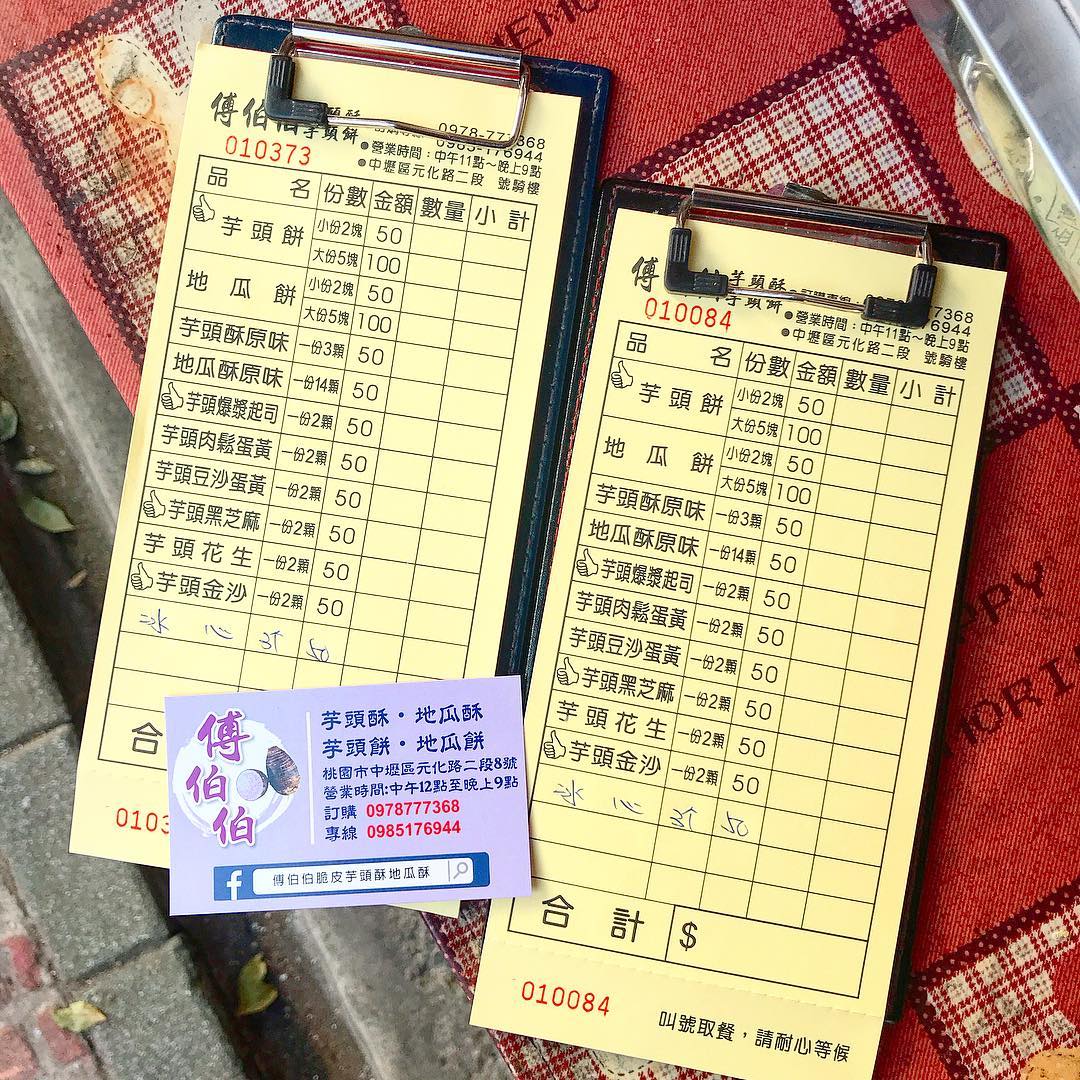 傅伯伯芋頭酥
芋頭餅
0978-777368
0985-176944
010373
●營業時間：中午11點～晚上9點
●中壢區元化路二段 號騎樓
品 名 份數 金額 數量 小計
芋頭餅 小份2塊 50
大份5塊 100
地瓜餅 小份2塊 50
大份5塊 100
芋頭酥原味 一份3顆 50
地瓜酥原味 一份14顆 50
芋頭爆漿起司 一份2顆 50
芋頭肉鬆蛋黃 一份2顆 50
芋頭豆沙蛋黃 一份2顆 50
芋頭黑芝麻 一份2顆 50
芋頭花生 一份2顆 50
芋頭金沙 一份2顆 50
冰心 3个 50
合
0103
傅伯伯
芋頭酥・地瓜酥
芋頭餅・地瓜餅
桃園市中壢區元化路二段8號
營業時間:中午12點至晚上9點
訂購 0978777368
專線 0985176944
f 傅伯伯脆皮芋頭酥地瓜酥
傅 芋頭酥
芋頭餅
7368
76944
010084
●營業時間：中午11點～晚上9點
●中壢區元化路二段 號騎樓
品 名 份數 金額 數量 小計
芋頭餅 小份2塊 50
大份5塊 100
地瓜餅 小份2塊 50
大份5塊 100
芋頭酥原味 一份3顆 50
地瓜酥原味 一份14顆 50
芋頭爆漿起司 一份2顆 50
芋頭肉鬆蛋黃 一份2顆 50
芋頭豆沙蛋黃 一份2顆 50
芋頭黑芝麻 一份2顆 50
芋頭花生 一份2顆 50
芋頭金沙 一份2顆 50
冰心 3个 50
合計 $
010084
叫號取餐，請耐心等候